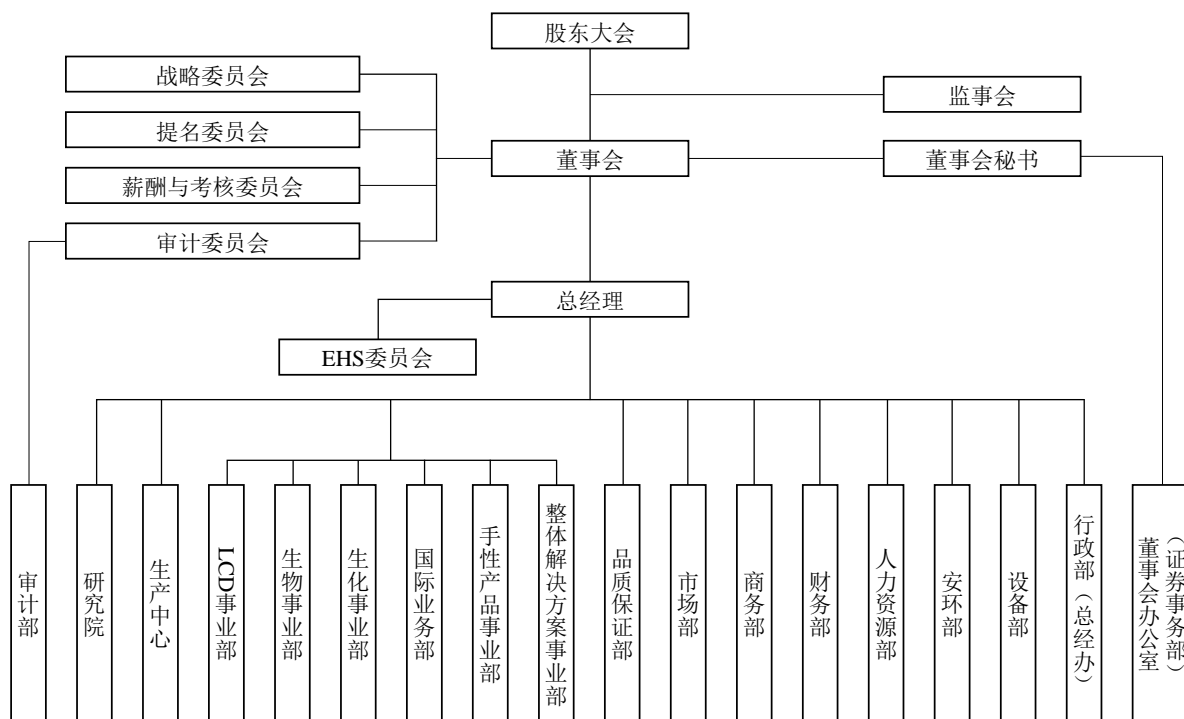 股东大会
战略委员会
监事会
提名委员会
董事会
董事会秘书
薪酬与考核委员会
审计委员会
总经理
EHS委员会
审计部
研究院
生产中心
LCD事业部
生物事业部
生化事业部
国际业务部
手性产品事业部
整体解决方案事业部
品质保证部
市场部
商务部
财务部
人力资源部
安环部
设备部
行政部（总经办）
董事会办公室
（证券事务部）